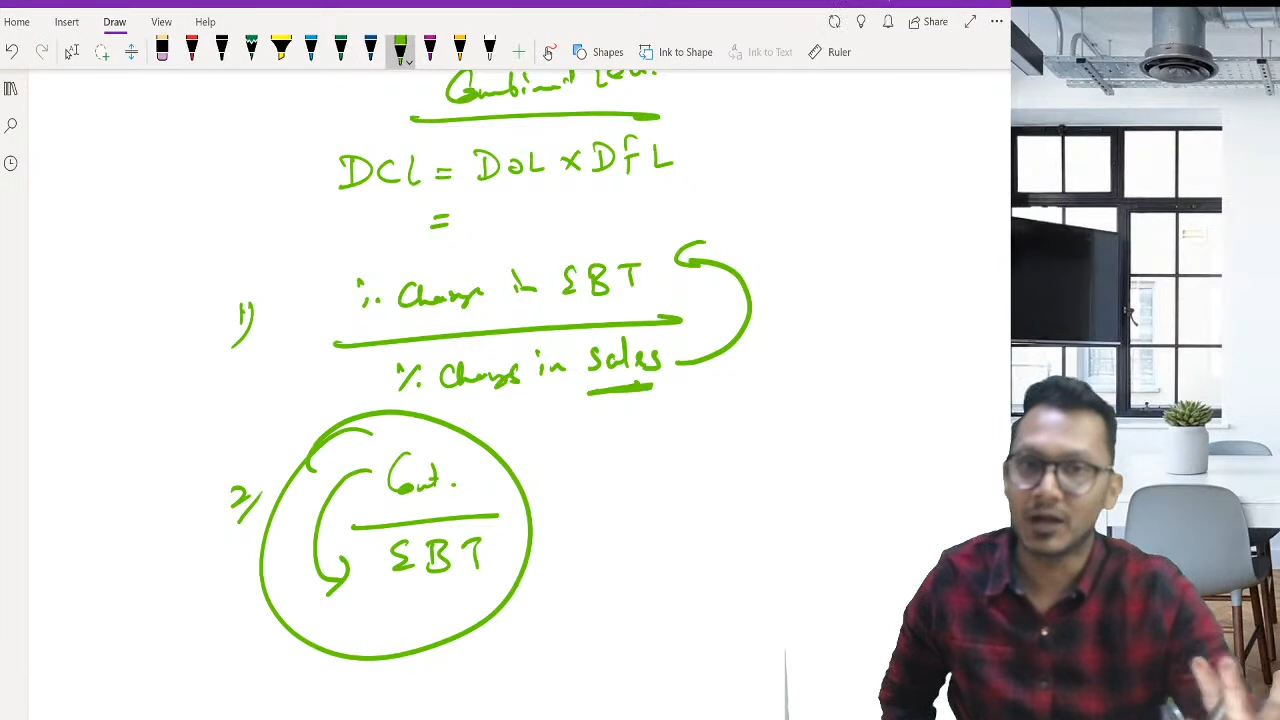 Home Insert Draw View Help
Share
Shapes Ink to Shape Ink to Text Ruler
DCL = DOL × DFL
=
1) % Change in EBT
% Change in Sales
2) Cont.
EBT